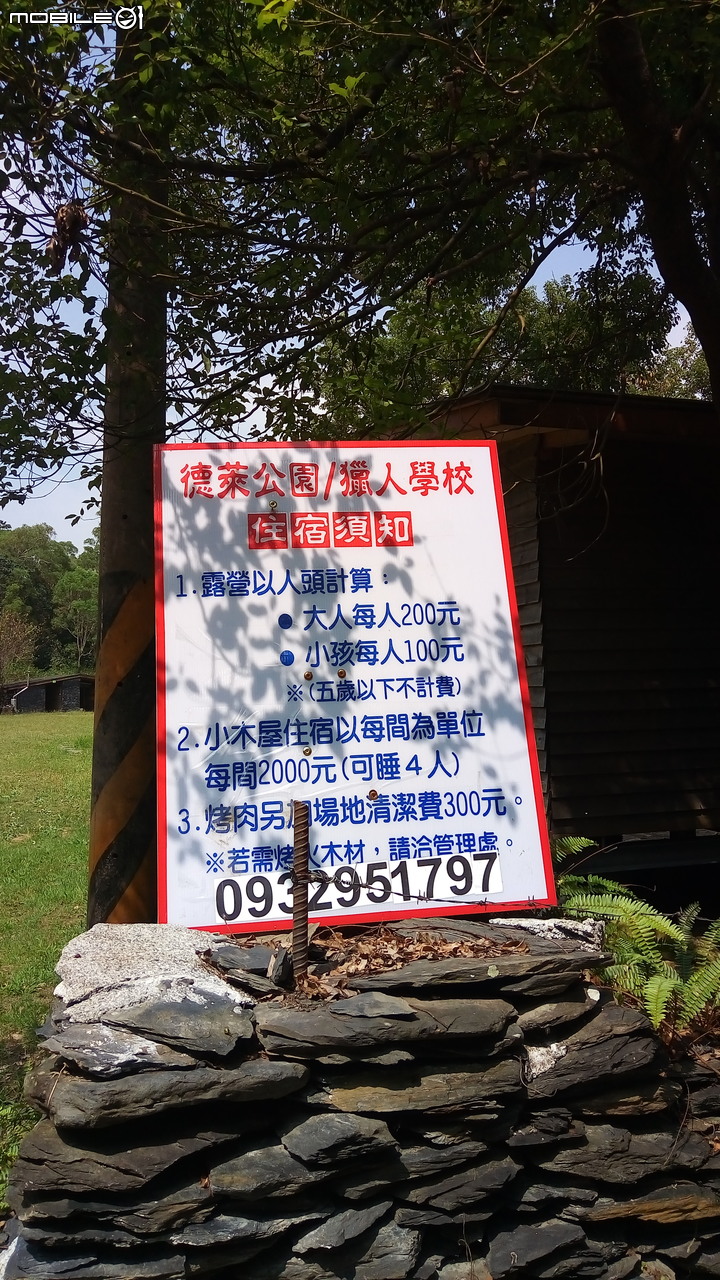 MOBILE01
德萊公園/獵人學校
住宿須知
1.露營以人頭計算：
● 大人每人200元
● 小孩每人100元
※(五歲以下不計費)
2.小木屋住宿以每間為單位
每間2000元(可睡４人)
3.烤肉另加場地清潔費300元。
※若需烤火木材，請洽管理處。
0932951797